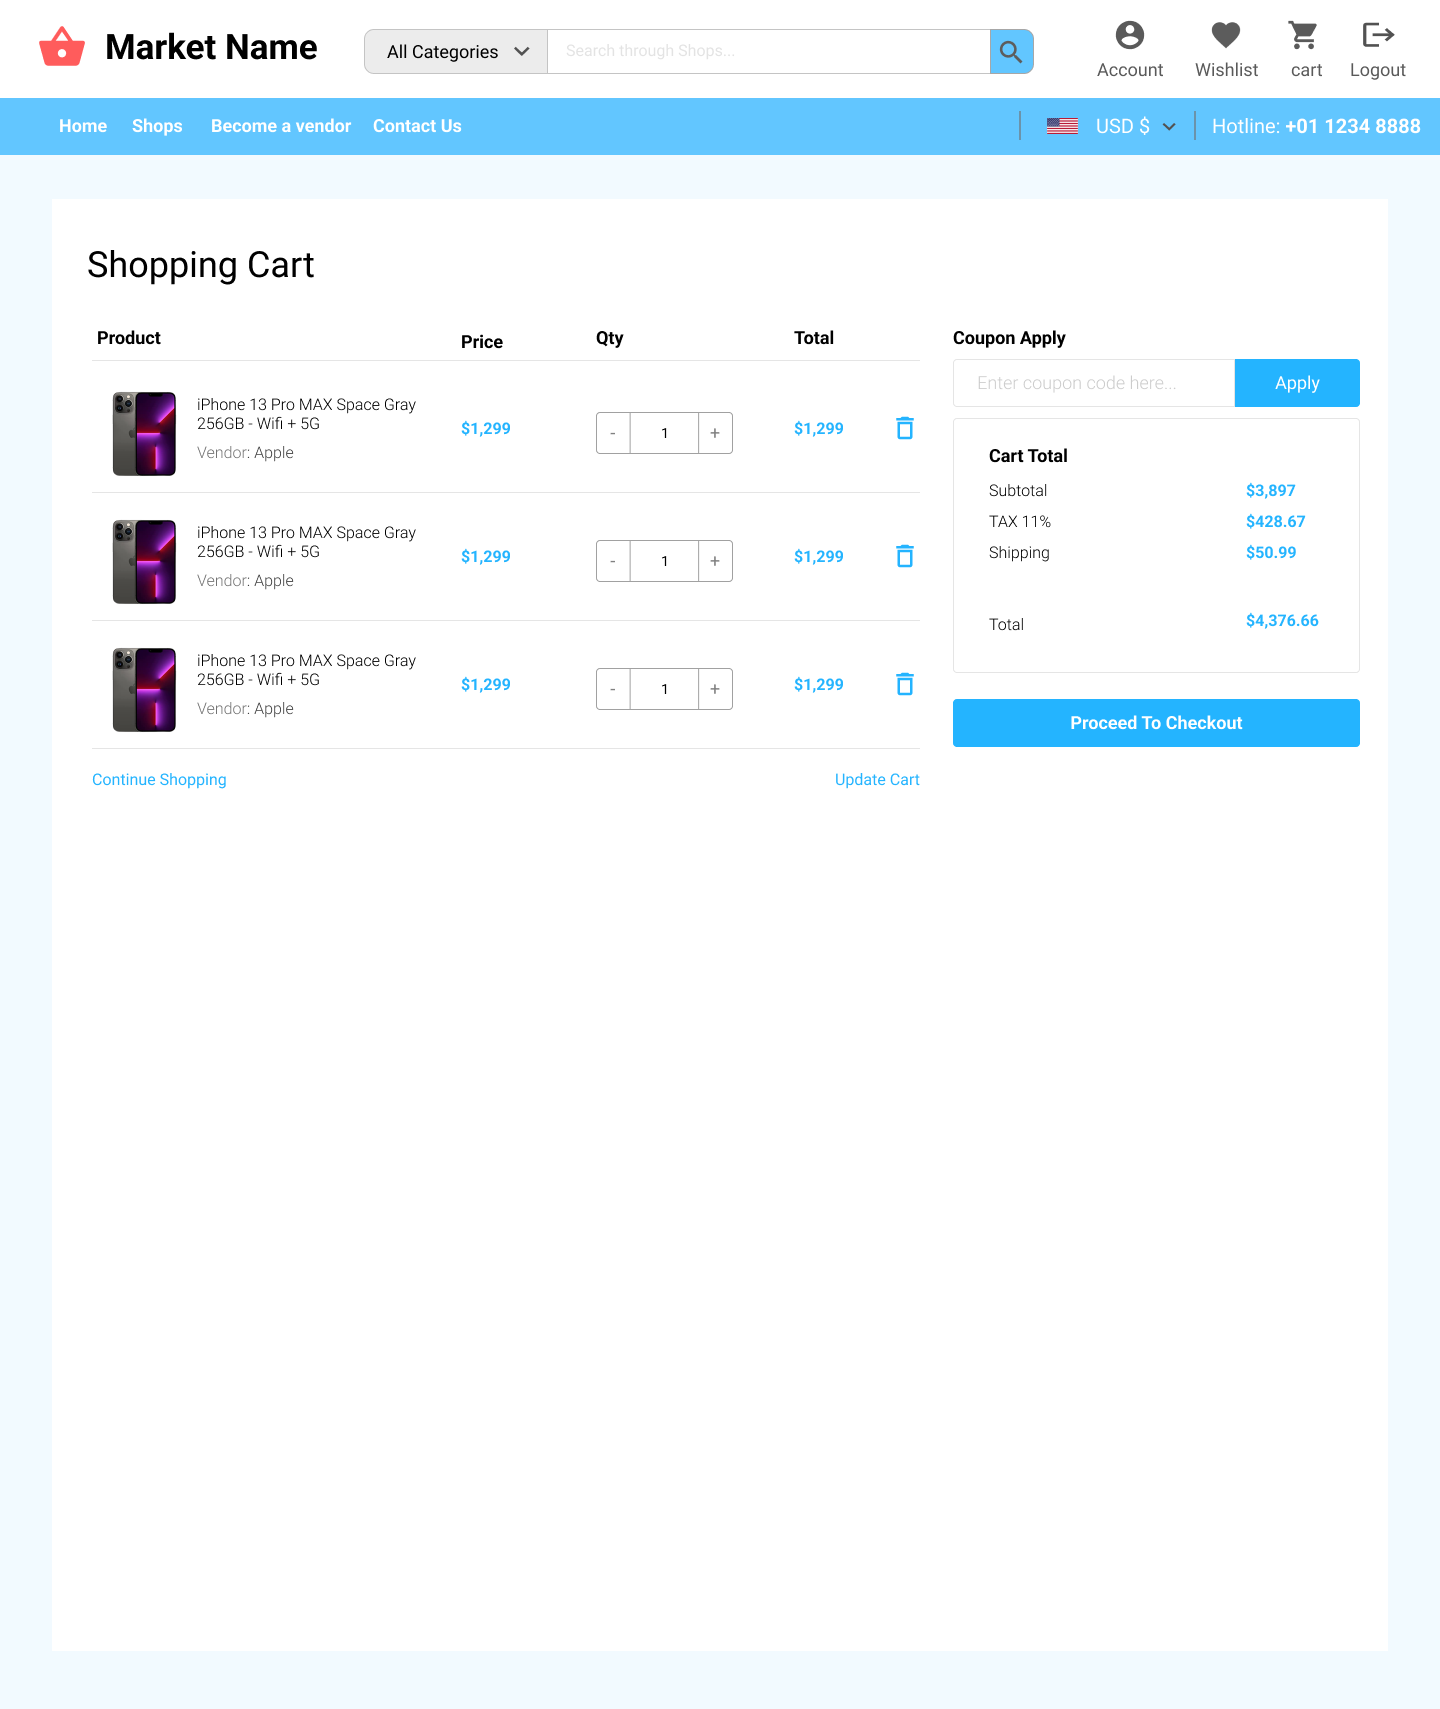 Market Name
All Categories
Search through Shops...
Account
Wishlist
cart
Logout
Home
Shops
Become a vendor
Contact Us
USD $
Hotline: +01 1234 8888
Shopping Cart
Product
Price
Qty
Total
iPhone 13 Pro MAX Space Gray
256GB - Wifi + 5G
Vendor: Apple
$1,299
- 1 +
$1,299
iPhone 13 Pro MAX Space Gray
256GB - Wifi + 5G
Vendor: Apple
$1,299
- 1 +
$1,299
iPhone 13 Pro MAX Space Gray
256GB - Wifi + 5G
Vendor: Apple
$1,299
- 1 +
$1,299
Continue Shopping
Update Cart
Coupon Apply
Enter coupon code here...
Apply
Cart Total
Subtotal $3,897
TAX 11% $428.67
Shipping $50.99
Total $4,376.66
Proceed To Checkout